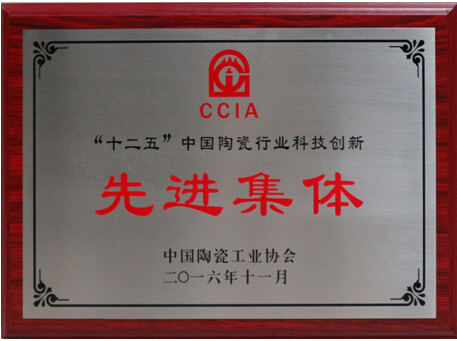 CCIA
“十二五”中国陶瓷行业科技创新
先进集体
中国陶瓷工业协会
二〇一六年十一月